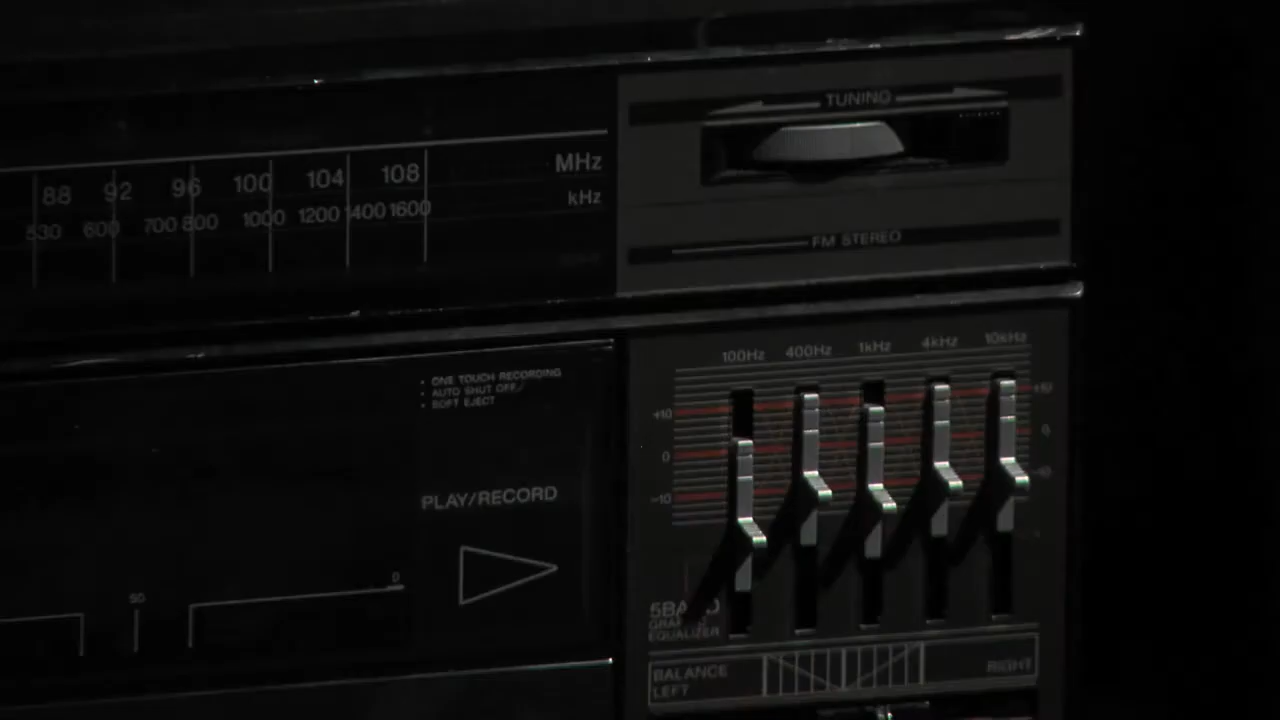 TUNING
88 92 96 100 104 108 MHz
530 600 700 800 1000 1200 1400 1600 kHz
FM STEREO
• ONE TOUCH RECORDING
• AUTO SHUT OFF
• SOFT EJECT
PLAY/RECORD
50 0
100Hz 400Hz 1kHz 4kHz 10kHz
+10 +10
0 0
-10 -10
5 BAND
GRAPHIC
EQUALIZER
BALANCE
LEFT
RIGHT